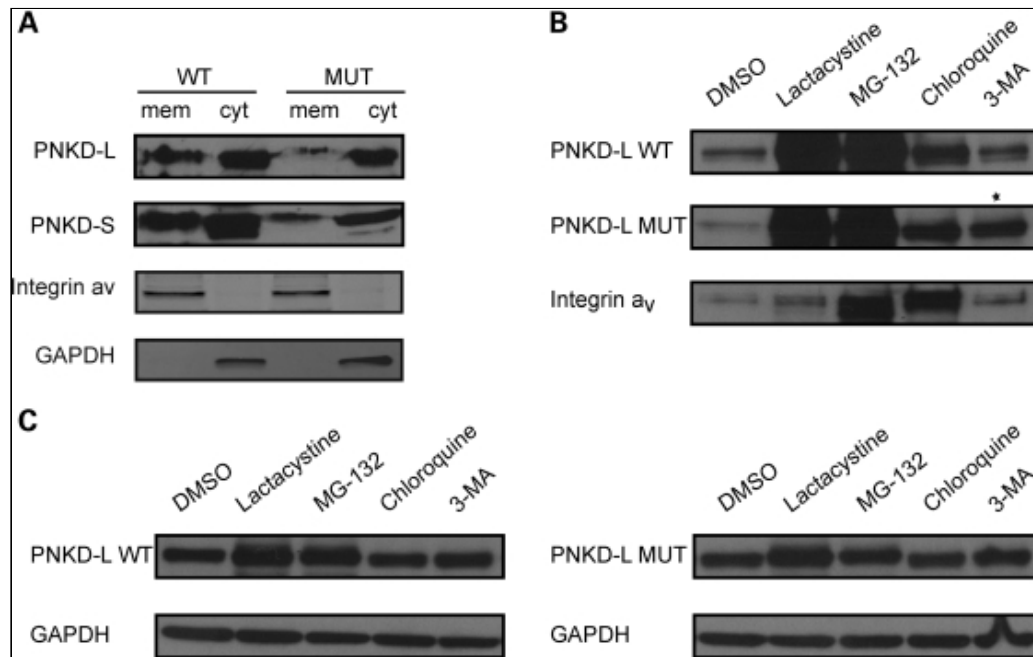 A
WT MUT
mem cyt mem cyt
PNKD-L
PNKD-S
Integrin av
GAPDH
B
DMSO Lactacystine MG-132 Chloroquine 3-MA
PNKD-L WT
*
PNKD-L MUT
Integrin av
C
DMSO Lactacystine MG-132 Chloroquine 3-MA
PNKD-L WT
GAPDH
DMSO Lactacystine MG-132 Chloroquine 3-MA
PNKD-L MUT
GAPDH